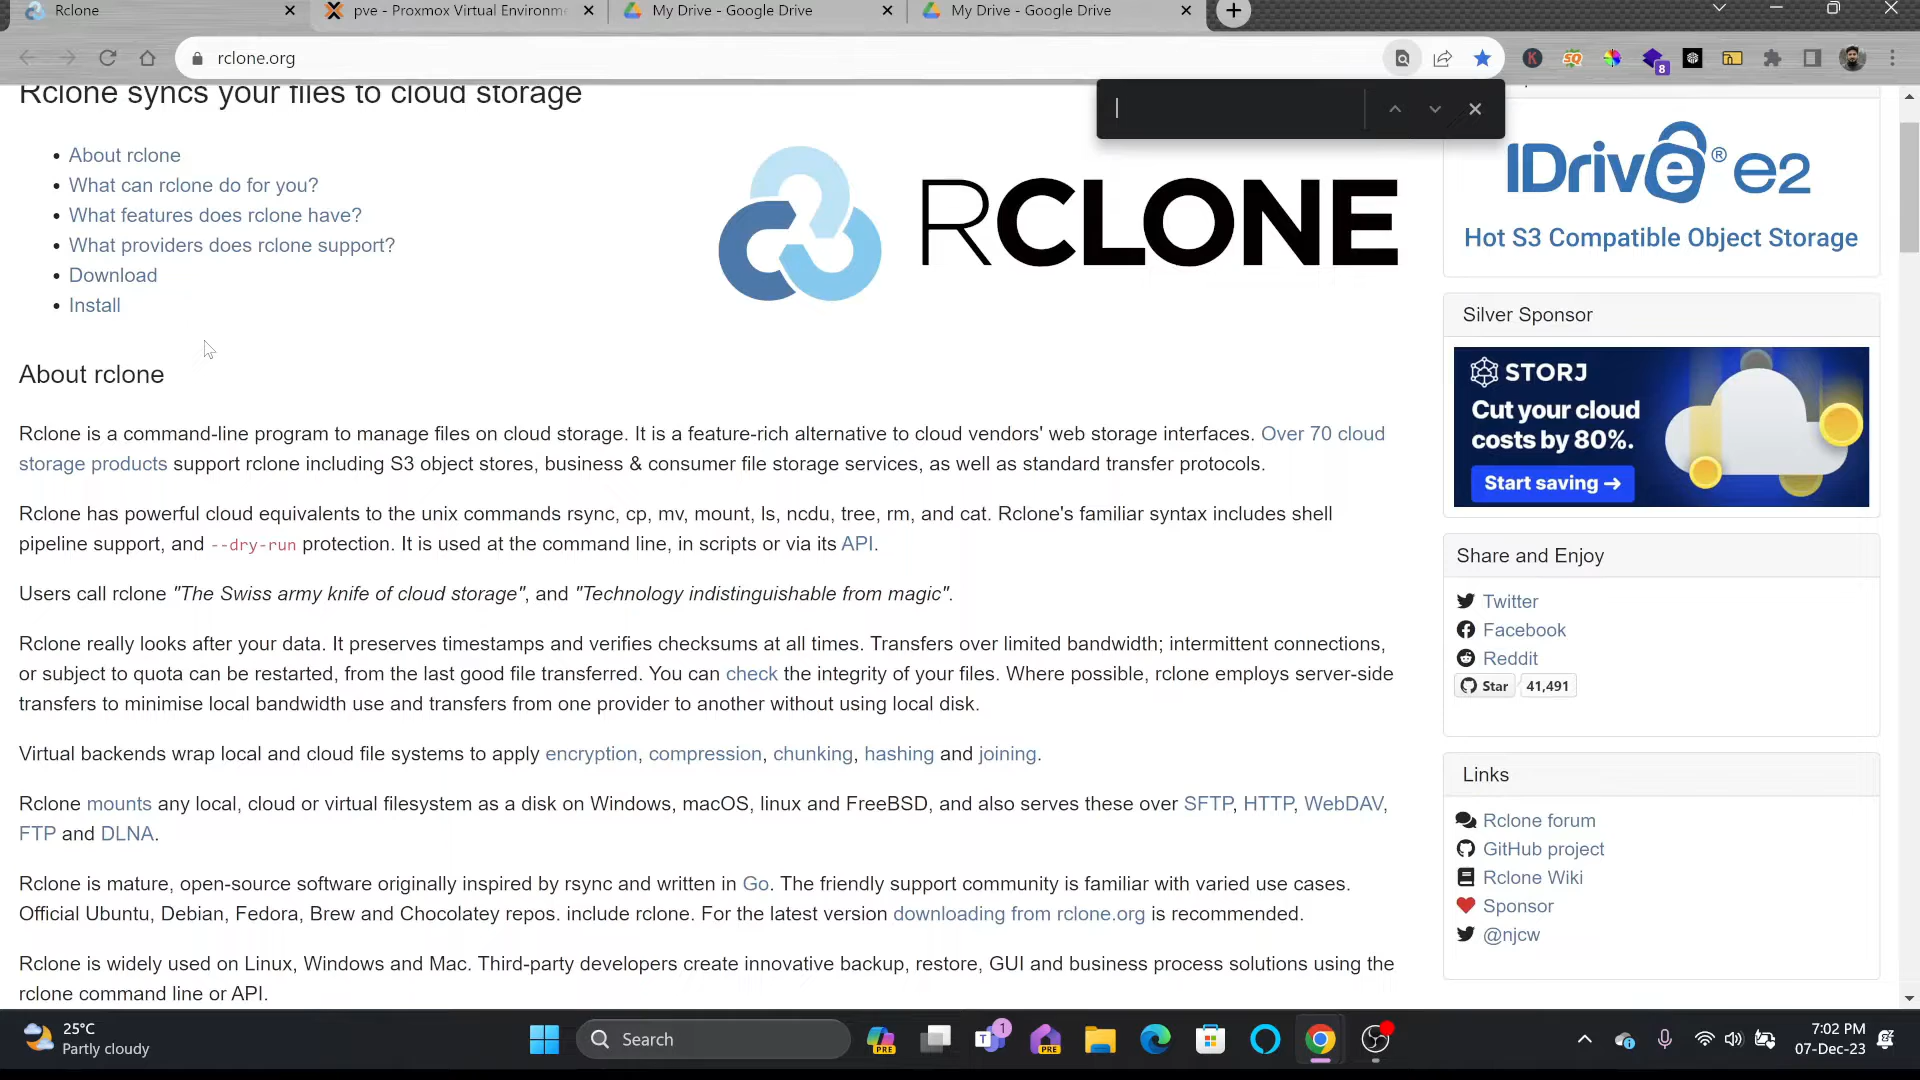 Rclone
pve - Proxmox Virtual Environme
My Drive - Google Drive
My Drive - Google Drive
rclone.org
8
Rclone syncs your files to cloud storage
About rclone
What can rclone do for you?
What features does rclone have?
What providers does rclone support?
Download
Install
RCLONE
About rclone
Rclone is a command-line program to manage files on cloud storage. It is a feature-rich alternative to cloud vendors' web storage interfaces. Over 70 cloud
storage products support rclone including S3 object stores, business & consumer file storage services, as well as standard transfer protocols.
Rclone has powerful cloud equivalents to the unix commands rsync, cp, mv, mount, ls, ncdu, tree, rm, and cat. Rclone's familiar syntax includes shell
pipeline support, and --dry-run protection. It is used at the command line, in scripts or via its API.
Users call rclone "The Swiss army knife of cloud storage", and "Technology indistinguishable from magic".
Rclone really looks after your data. It preserves timestamps and verifies checksums at all times. Transfers over limited bandwidth; intermittent connections,
or subject to quota can be restarted, from the last good file transferred. You can check the integrity of your files. Where possible, rclone employs server-side
transfers to minimise local bandwidth use and transfers from one provider to another without using local disk.
Virtual backends wrap local and cloud file systems to apply encryption, compression, chunking, hashing and joining.
Rclone mounts any local, cloud or virtual filesystem as a disk on Windows, macOS, linux and FreeBSD, and also serves these over SFTP, HTTP, WebDAV,
FTP and DLNA.
Rclone is mature, open-source software originally inspired by rsync and written in Go. The friendly support community is familiar with varied use cases.
Official Ubuntu, Debian, Fedora, Brew and Chocolatey repos. include rclone. For the latest version downloading from rclone.org is recommended.
Rclone is widely used on Linux, Windows and Mac. Third-party developers create innovative backup, restore, GUI and business process solutions using the
rclone command line or API.
IDrive® e2
Hot S3 Compatible Object Storage
Silver Sponsor
STORJ
Cut your cloud
costs by 80%.
Start saving →
Share and Enjoy
Twitter
Facebook
Reddit
Star 41,491
Links
Rclone forum
GitHub project
Rclone Wiki
Sponsor
@njcw
25°C
Partly cloudy
Search
PRE
1
PRE
7:02 PM
07-Dec-23